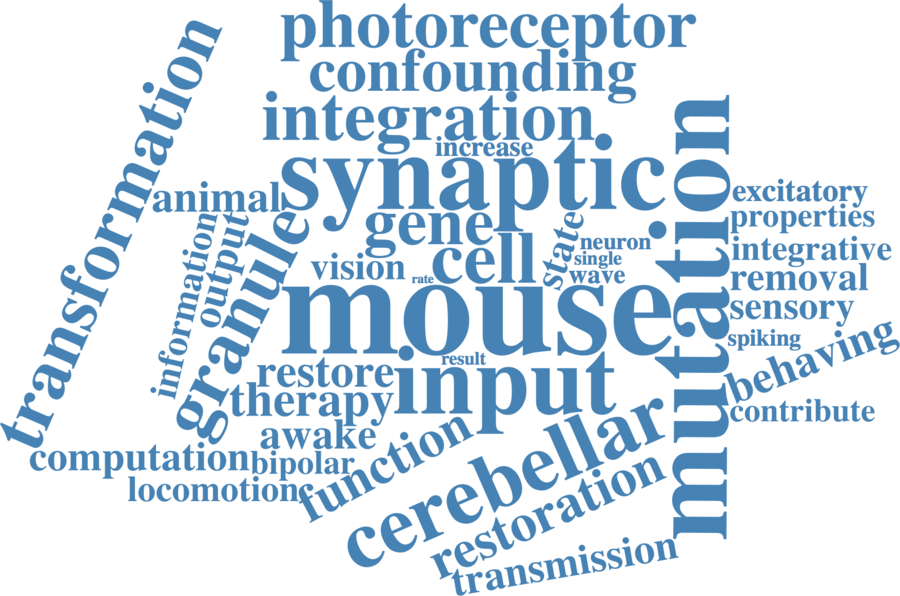 photoreceptor
confounding
integration
increase
synaptic
transformation
animal
gene
granule
information
output
vision
rate
cell
state
neuron
single
wave
mouse
mutation
excitatory
properties
integrative
removal
sensory
spiking
behaving
contribute
result
restore
input
therapy
awake
function
computation
bipolar
locomotion
cerebellar
restoration
transmission